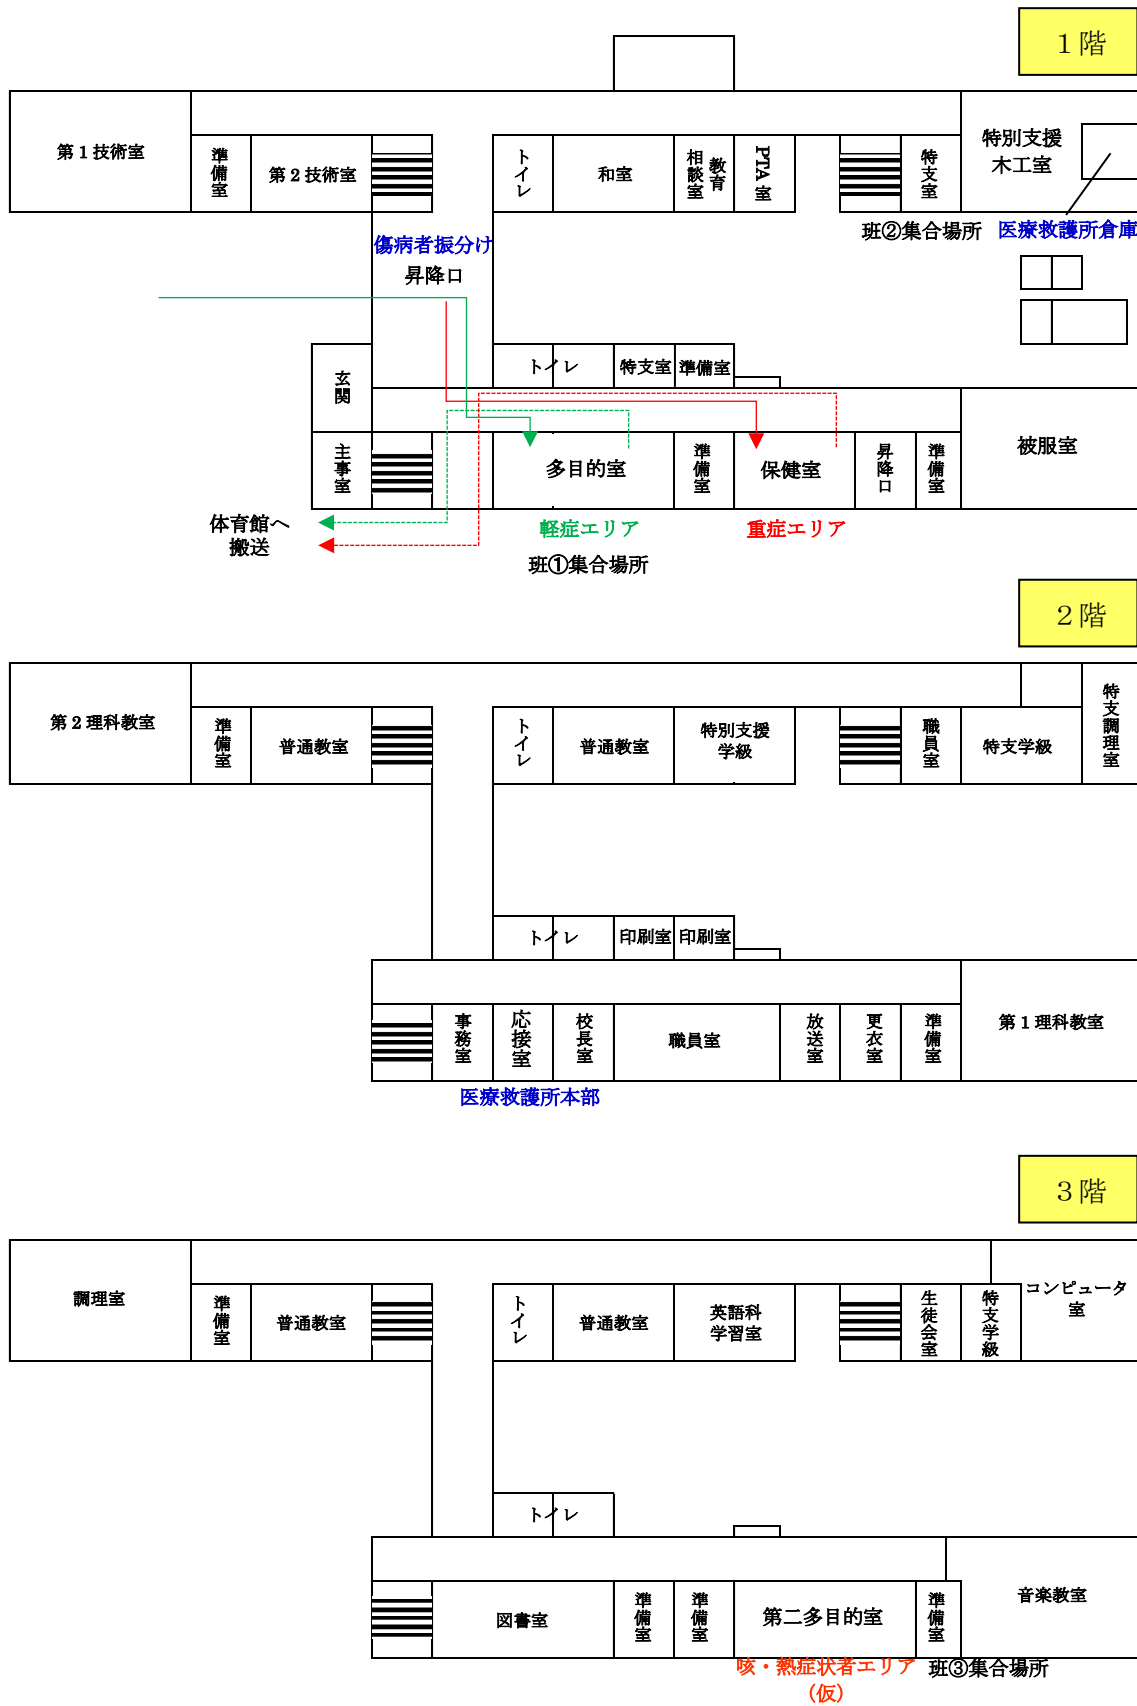 １階
第１技術室
準備室
第２技術室
トイレ
和室
教育相談室
PTA室
特支室
特別支援
木工室
班②集合場所
医療救護所倉庫
傷病者振分け
昇降口
玄関
トイレ
特支室
準備室
主事室
多目的室
準備室
保健室
昇降口
準備室
被服室
体育館へ
搬送
軽症エリア
重症エリア
班①集合場所
２階
第２理科教室
準備室
普通教室
トイレ
普通教室
特別支援
学級
職員室
特支学級
特支調理室
トイレ
印刷室
印刷室
事務室
応接室
校長室
職員室
放送室
更衣室
準備室
第１理科教室
医療救護所本部
３階
調理室
準備室
普通教室
トイレ
普通教室
英語科
学習室
生徒会室
特支学級
コンピュータ
室
トイレ
図書室
準備室
準備室
第二多目的室
準備室
音楽教室
咳・熱症状者エリア
（仮）
班③集合場所